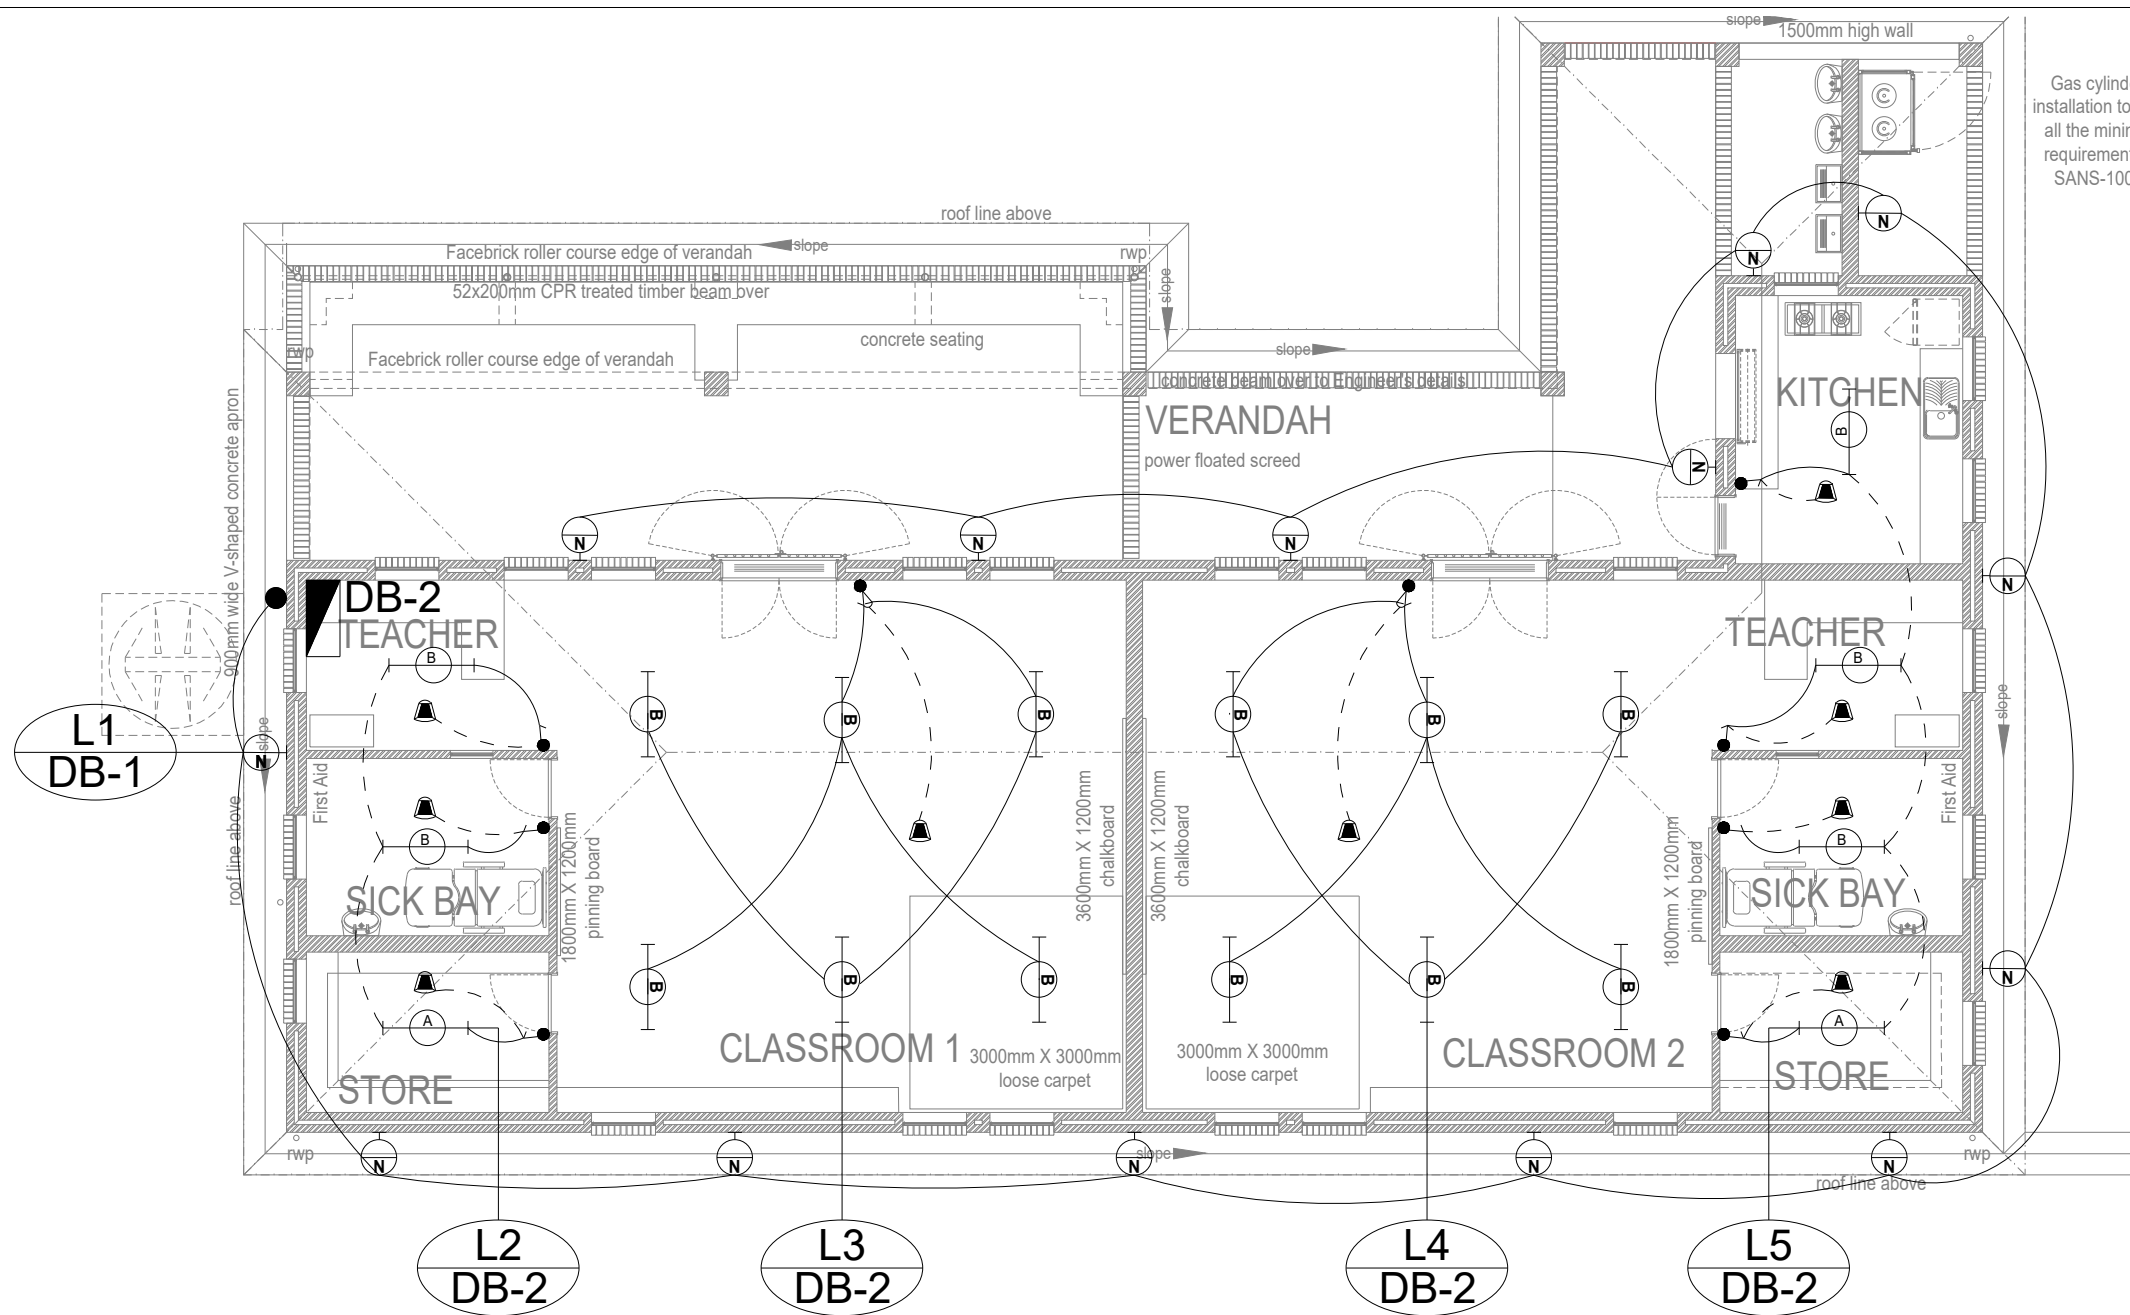 slope
1500mm high wall
Gas cylind
installation to
all the minir
requirement
SANS-100
roof line above
Facebrick roller course edge of verandah
slope
rwp
52x200mm CPR treated timber beam over
slope
concrete seating
rwp
Facebrick roller course edge of verandah
slope
concrete beam over to Engineer's details
VERANDAH
power floated screed
KITCHEN
900mm wide V-shaped concrete apron
N
N
N
N
N
N
B
N
N
N
DB-2
TEACHER
TEACHER
B
B
B
B
B
B
B
B
slope
slope
L1
DB-1
N
First Aid
First Aid
roof line above
1800mm X 1200mm
pinning board
3600mm X 1200mm
chalkboard
3600mm X 1200mm
chalkboard
1800mm X 1200mm
pinning board
B
B
SICK BAY
SICK BAY
B
B
B
B
B
B
A
A
CLASSROOM 1
3000mm X 3000mm
loose carpet
3000mm X 3000mm
loose carpet
CLASSROOM 2
STORE
STORE
rwp
N
N
N
slope
N
N
rwp
roof line above
L2
DB-2
L3
DB-2
L4
DB-2
L5
DB-2